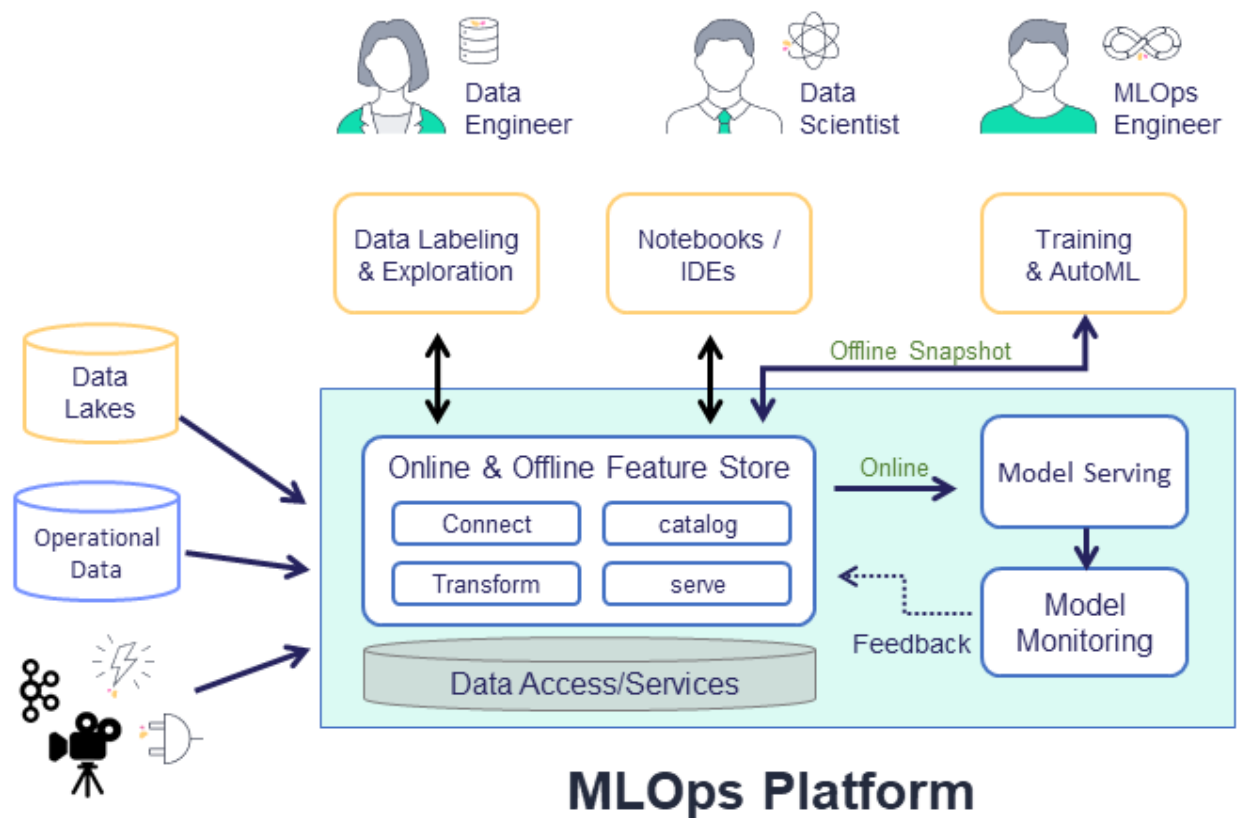 Data
Engineer
Data
Scientist
MLOps
Engineer
Data Labeling
& Exploration
Notebooks /
IDEs
Training
& AutoML
Offline Snapshot
Data
Lakes
Operational
Data
Online & Offline Feature Store
Connect
catalog
Transform
serve
Data Access/Services
Online
Model Serving
Feedback
Model
Monitoring
MLOps Platform